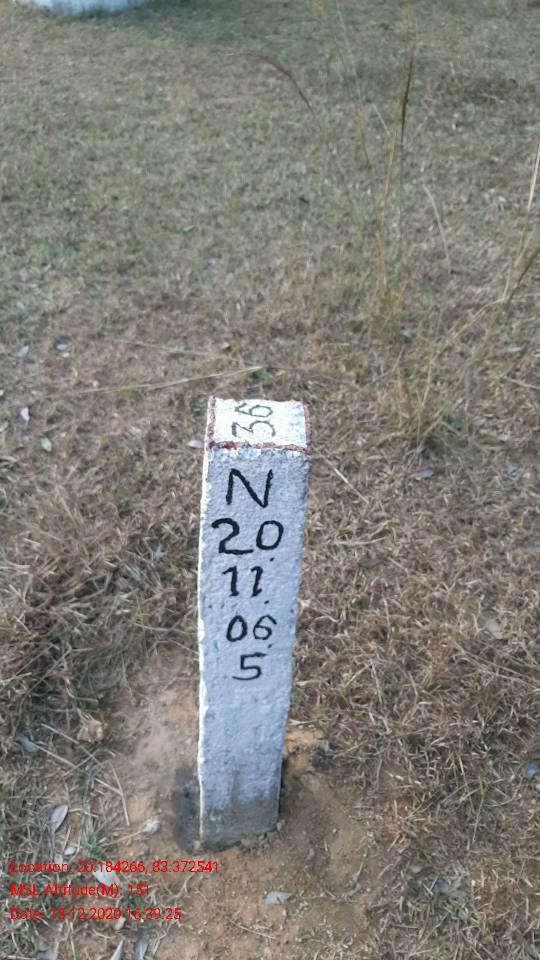 36
N
20.
11.
06.
5
Location: 20.184266, 83.372541
MSL Altitude(M): 151
Date: 15-12-2020 16:39:25